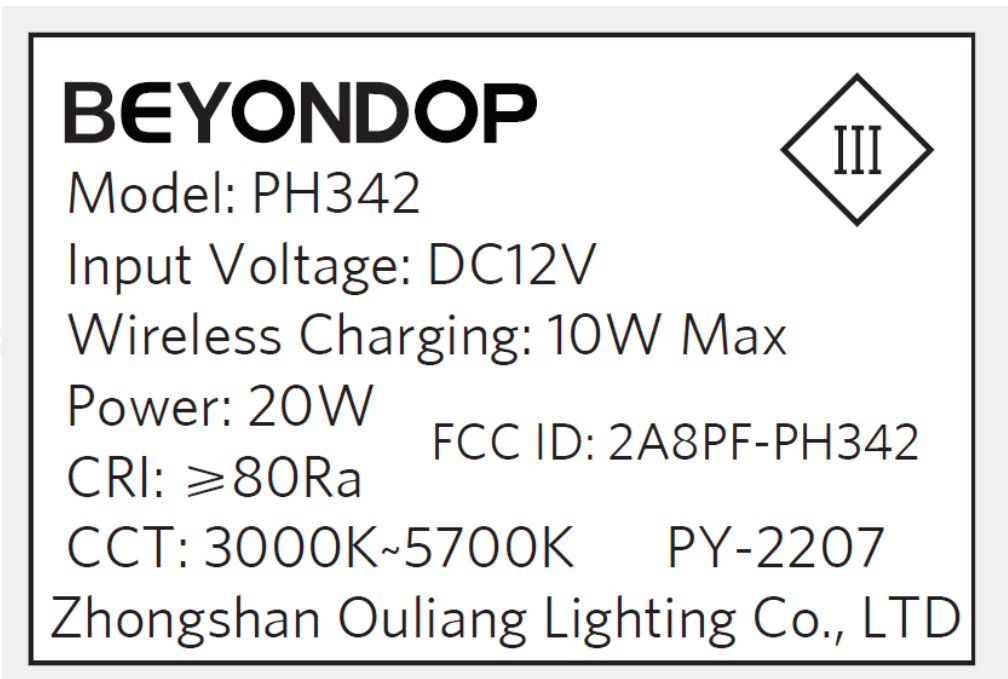 BEYONDOP
III
Model: PH342
Input Voltage: DC12V
Wireless Charging: 10W Max
Power: 20W
FCC ID: 2A8PF-PH342
CRI: ⩾80Ra
CCT: 3000K~5700K PY-2207
Zhongshan Ouliang Lighting Co., LTD